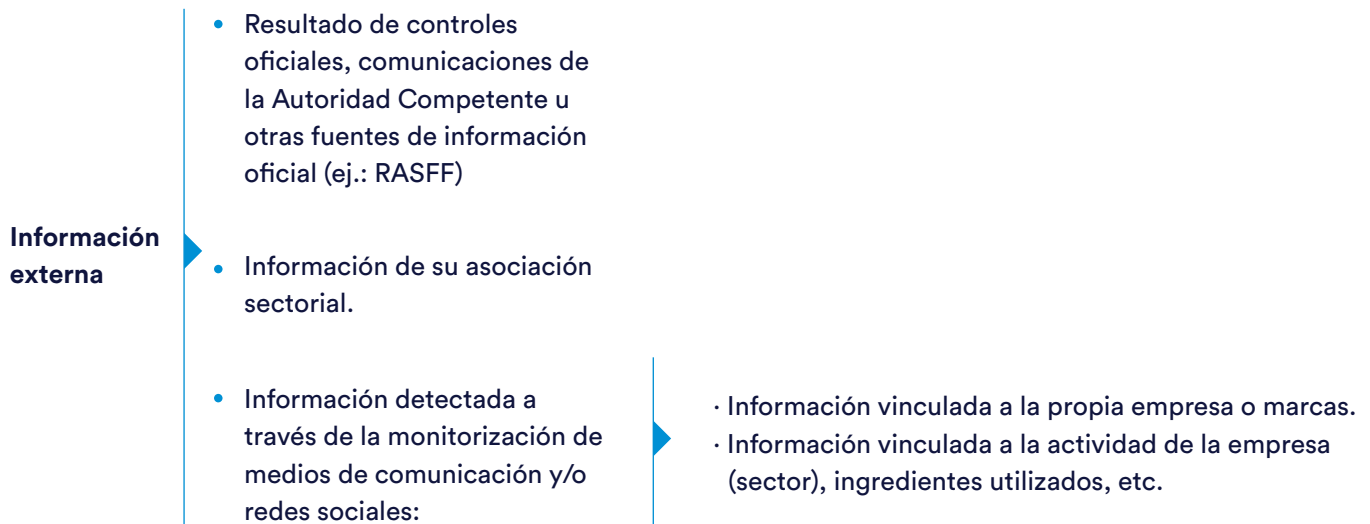 Información
externa
• Resultado de controles
oficiales, comunicaciones de
la Autoridad Competente u
otras fuentes de información
oficial (ej.: RASFF)
• Información de su asociación
sectorial.
• Información detectada a
través de la monitorización de
medios de comunicación y/o
redes sociales:
· Información vinculada a la propia empresa o marcas.
· Información vinculada a la actividad de la empresa
(sector), ingredientes utilizados, etc.